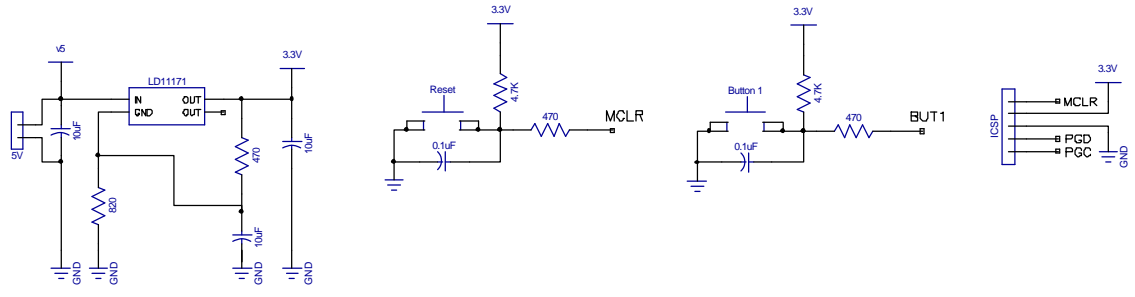 v5
LD11171
IN
OUT
GND
OUT
5V
10uF
820
GND
GND
470
10uF
GND
3.3V
10uF
GND
3.3V
4.7K
Reset
470
MCLR
0.1uF
3.3V
4.7K
Button 1
470
BUT1
0.1uF
3.3V
ICSP
MCLR
PGD
PGC
GND